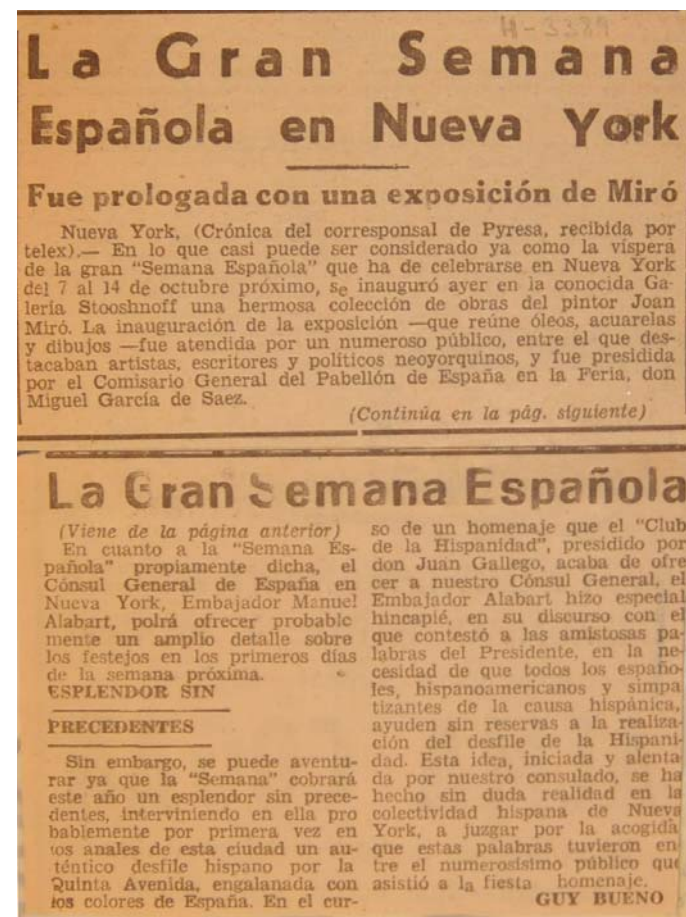 H-3389
La Gran Semana
Española en Nueva York
Fue prologada con una exposición de Miró
Nueva York, (Crónica del corresponsal de Pyresa, recibida por
telex).— En lo que casi puede ser considerado ya como la víspera
de la gran "Semana Española" que ha de celebrarse en Nueva York
del 7 al 14 de octubre próximo, se inauguró ayer en la conocida Ga-
lería Stooshnoff una hermosa colección de obras del pintor Joan
Miró. La inauguración de la exposición —que reúne óleos, acuarelas
y dibujos —fue atendida por un numeroso público, entre el que des-
tacaban artistas, escritores y políticos neoyorquinos, y fue presidida
por el Comisario General del Pabellón de España en la Feria, don
Miguel García de Saez.
(Continúa en la pág. siguiente)
La Gran Semana Española
(Viene de la página anterior)
En cuanto a la "Semana Es-
pañola" propiamente dicha, el
Cónsul General de España en
Nueva York, Embajador Manuel
Alabart, polrá ofrecer probable
mente un amplio detalle sobre
los festejos en los primeros días
de la semana próxima.
ESPLENDOR SIN
PRECEDENTES
Sin embargo, se puede aventu-
rar ya que la "Semana" cobrará
este año un esplendor sin prece-
dentes, interviniendo en ella pro
bablemente por primera vez en
los anales de esta ciudad un au-
téntico desfile hispano por la
Quinta Avenida, engalanada con
los colores de España. En el cur-
so de un homenaje que el "Club
de la Hispanidad", presidido por
don Juan Gallego, acaba de ofre
cer a nuestro Cónsul General, el
Embajador Alabart hizo especial
hincapié, en su discurso con el
que contestó a las amistosas pa-
labras del Presidente, en la ne-
cesidad de que todos los españo-
les, hispanoamericanos y simpa
tizantes de la causa hispánica,
ayuden sin reservas a la realiza-
ción del desfile de la Hispani-
dad. Esta idea, iniciada y alenta
da por nuestro consulado, se ha
hecho sin duda realidad en la
colectividad hispana de Nueva
York, a juzgar por la acogida
que estas palabras tuvieron en
tre el numerosísimo público que
asistió a la fiesta homenaje.
GUY BUENO